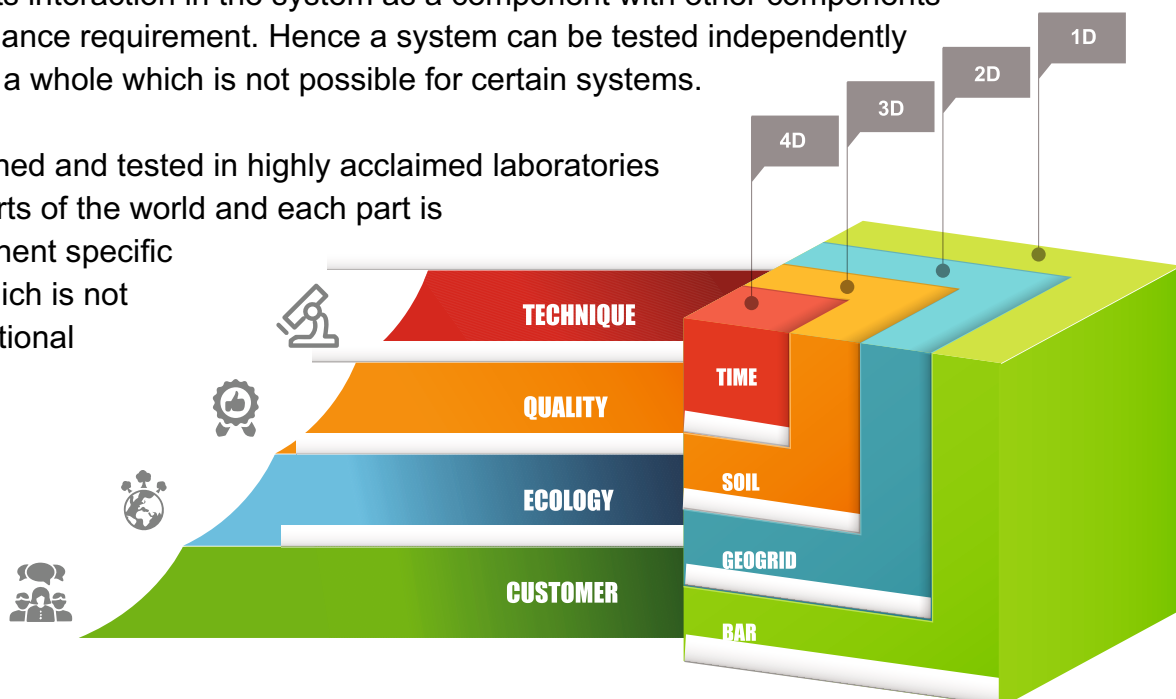 ts interaction in the system as a component with other components
ance requirement. Hence a system can be tested independently
a whole which is not possible for certain systems.
ned and tested in highly acclaimed laboratories
rts of the world and each part is
nent specific
ich is not
tional
1D
2D
3D
4D
TECHNIQUE
QUALITY
ECOLOGY
CUSTOMER
TIME
SOIL
GEOGRID
BAR